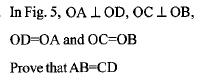 In Fig. 5, OA ⊥ OD, OC ⊥ OB,
OD=OA and OC=OB
Prove that AB=CD